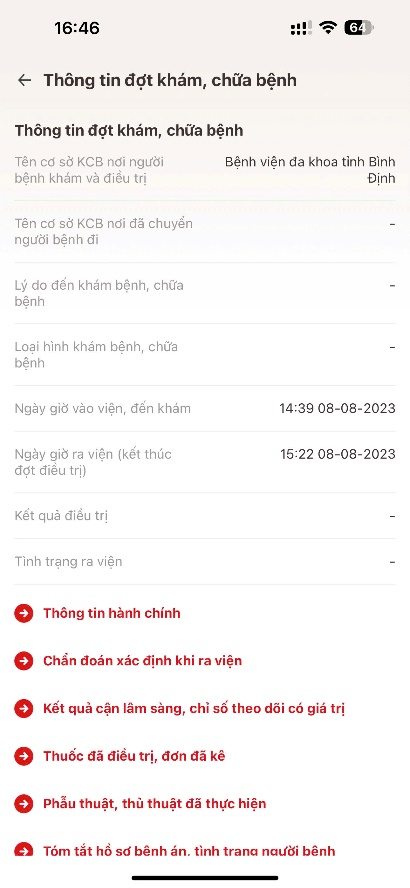 16:46
64
Thông tin đợt khám, chữa bệnh
Thông tin đợt khám, chữa bệnh
Tên cơ sở KCB nơi người
bệnh khám và điều trị
Bệnh viện đa khoa tỉnh Bình
Định
Tên cơ sở KCB nơi đã chuyển
người bệnh đi
-
Lý do đến khám bệnh, chữa
bệnh
-
Loại hình khám bệnh, chữa
bệnh
-
Ngày giờ vào viện, đến khám
14:39 08-08-2023
Ngày giờ ra viện (kết thúc
đợt điều trị)
15:22 08-08-2023
Kết quả điều trị
-
Tình trạng ra viện
-
Thông tin hành chính
Chẩn đoán xác định khi ra viện
Kết quả cận lâm sàng, chỉ số theo dõi có giá trị
Thuốc đã điều trị, đơn đã kê
Phẫu thuật, thủ thuật đã thực hiện
Tóm tắt hồ sơ bệnh án, tình trạng người bệnh